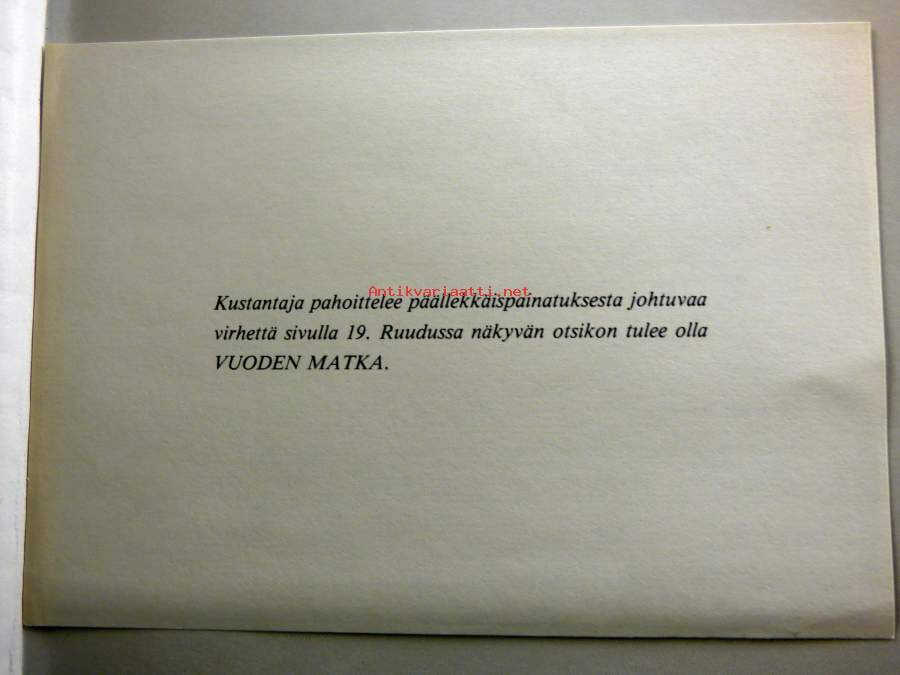 Antikvariaatti.net
Kustantaja pahoittelee päällekkäispainatuksesta johtuvaa
virhettä sivulla 19. Ruudussa näkyvän otsikon tulee olla
VUODEN MATKA.